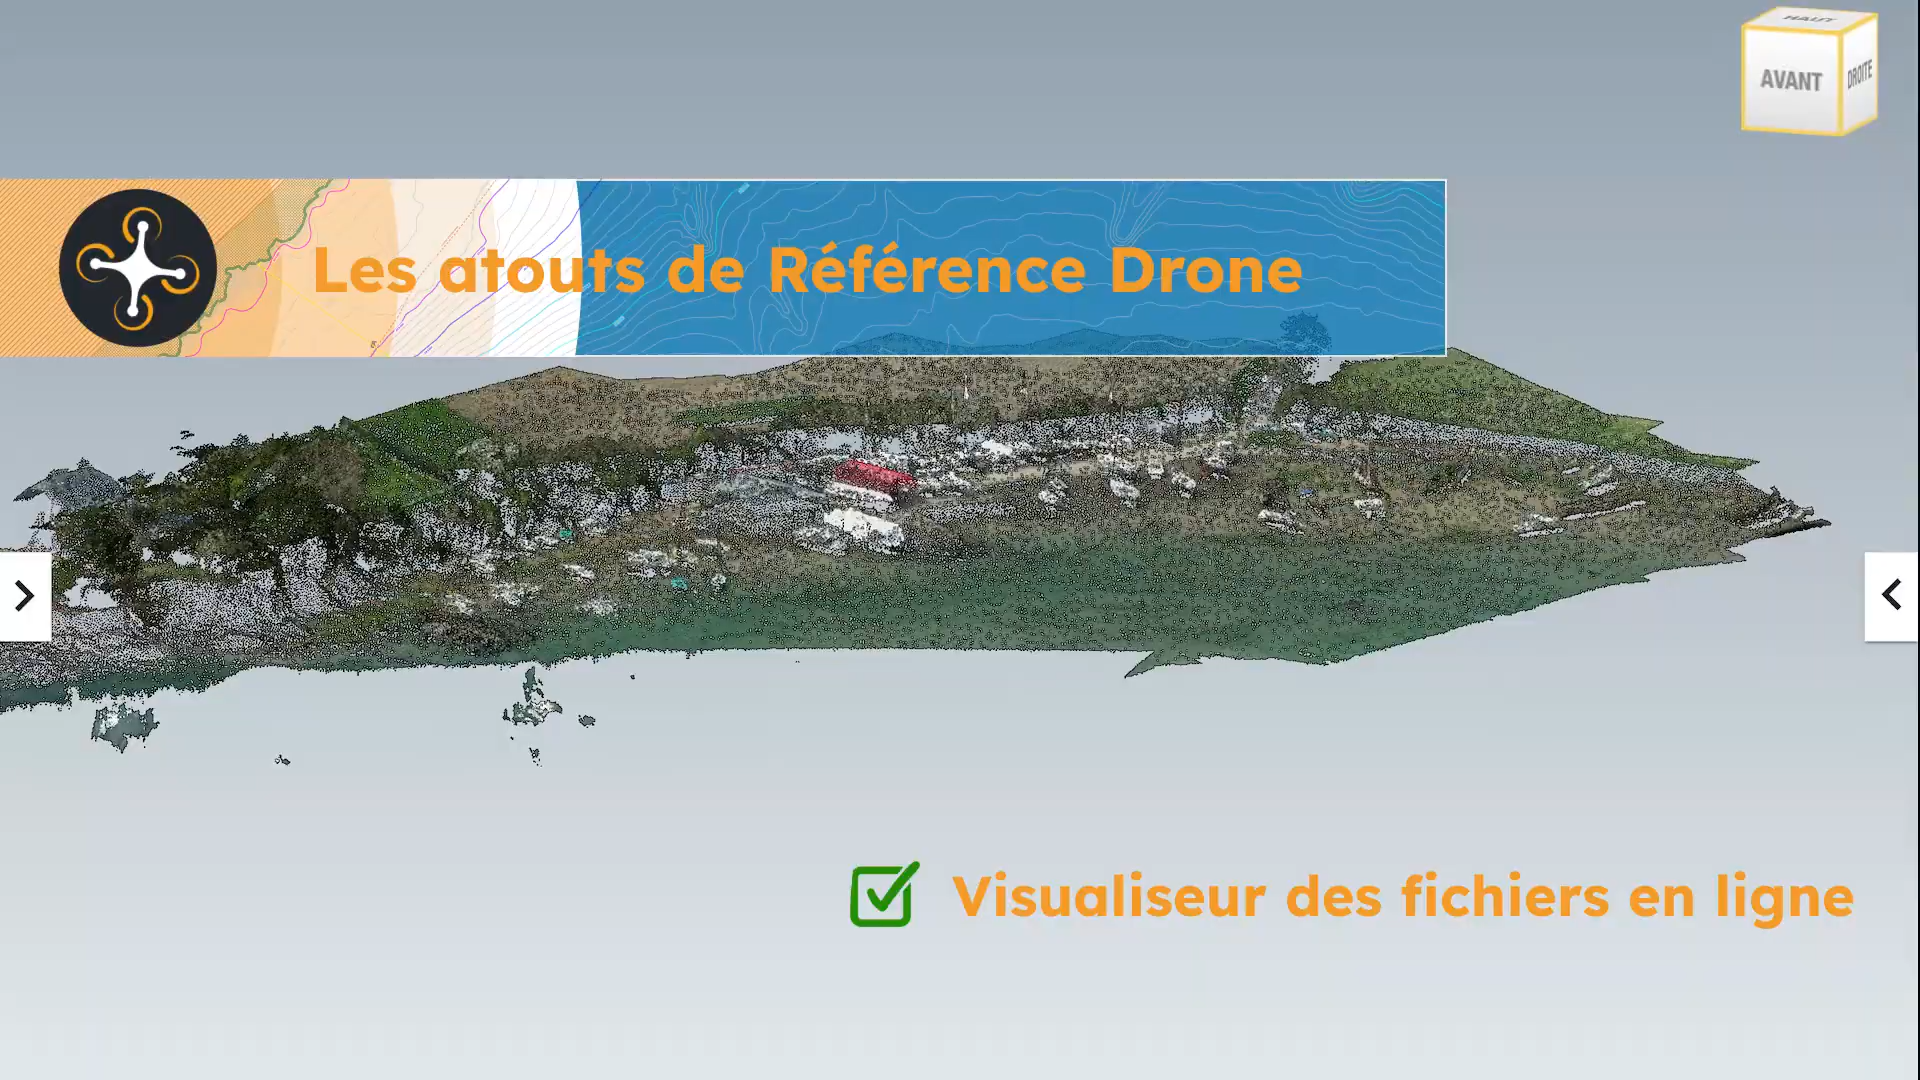 HAUT
AVANT
DROITE
Les atouts de Référence Drone
Visualiseur des fichiers en ligne